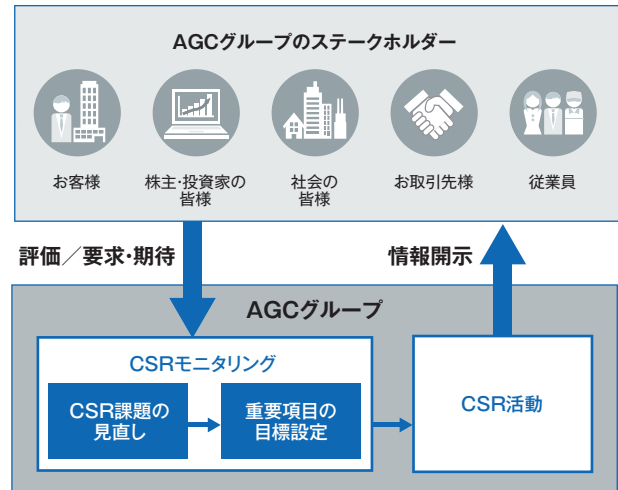 AGCグループのステークホルダー
お客様
株主・投資家の
皆様
社会の
皆様
お取引先様
従業員
評価／要求・期待
情報開示
AGCグループ
CSRモニタリング
CSR課題の
見直し
重要項目の
目標設定
CSR活動